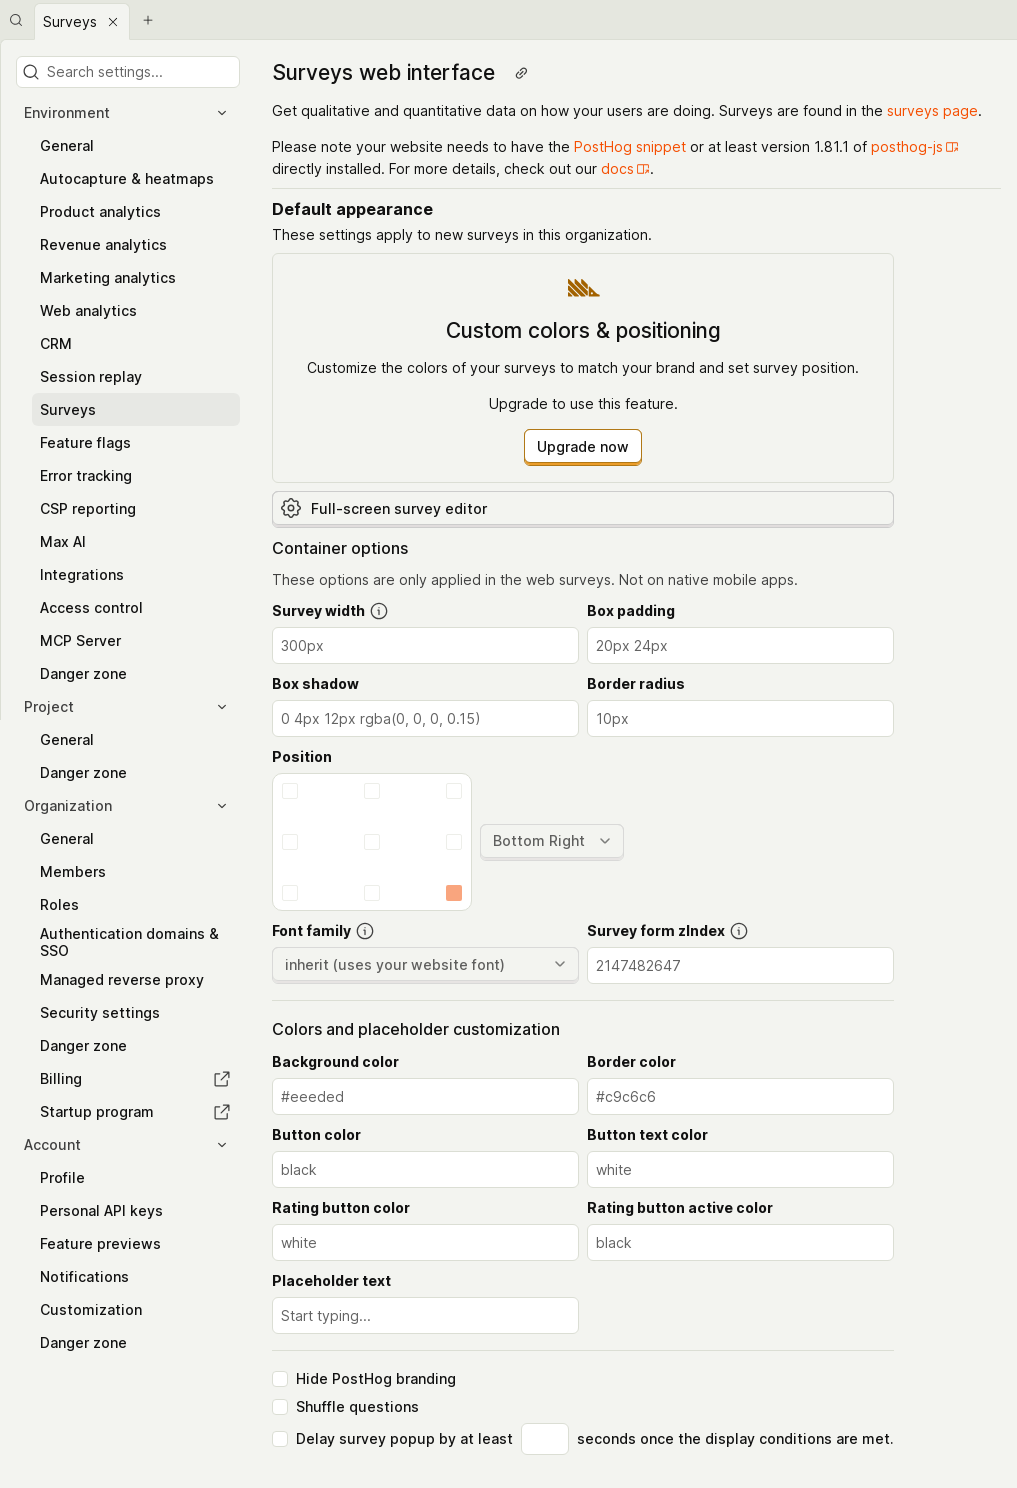 Surveys
Search settings...
Environment
General
Autocapture & heatmaps
Product analytics
Revenue analytics
Marketing analytics
Web analytics
CRM
Session replay
Surveys
Feature flags
Error tracking
CSP reporting
Max AI
Integrations
Access control
MCP Server
Danger zone
Project
General
Danger zone
Organization
General
Members
Roles
Authentication domains &
SSO
Managed reverse proxy
Security settings
Danger zone
Billing
Startup program
Account
Profile
Personal API keys
Feature previews
Notifications
Customization
Danger zone
Surveys web interface
Get qualitative and quantitative data on how your users are doing. Surveys are found in the surveys page.
Please note your website needs to have the PostHog snippet or at least version 1.81.1 of posthog-js
directly installed. For more details, check out our docs.
Default appearance
These settings apply to new surveys in this organization.
Custom colors & positioning
Customize the colors of your surveys to match your brand and set survey position.
Upgrade to use this feature.
Upgrade now
Full-screen survey editor
Container options
These options are only applied in the web surveys. Not on native mobile apps.
Survey width
Box padding
300px
20px 24px
Box shadow
Border radius
0 4px 12px rgba(0, 0, 0, 0.15)
10px
Position
Bottom Right
Font family
Survey form zIndex
inherit (uses your website font)
2147482647
Colors and placeholder customization
Background color
Border color
#eeeded
#c9c6c6
Button color
Button text color
black
white
Rating button color
Rating button active color
white
black
Placeholder text
Start typing...
Hide PostHog branding
Shuffle questions
Delay survey popup by at least seconds once the display conditions are met.